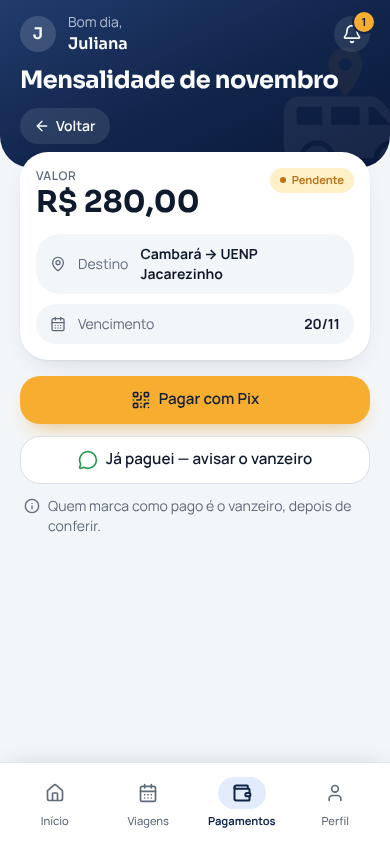 J
Bom dia,
Juliana
1
Mensalidade de novembro
Voltar
VALOR
Pendente
R$ 280,00
Destino
Cambará → UENP
Jacarezinho
Vencimento
20/11
Pagar com Pix
Já paguei — avisar o vanzeiro
Quem marca como pago é o vanzeiro, depois de
conferir.
Início
Viagens
Pagamentos
Perfil